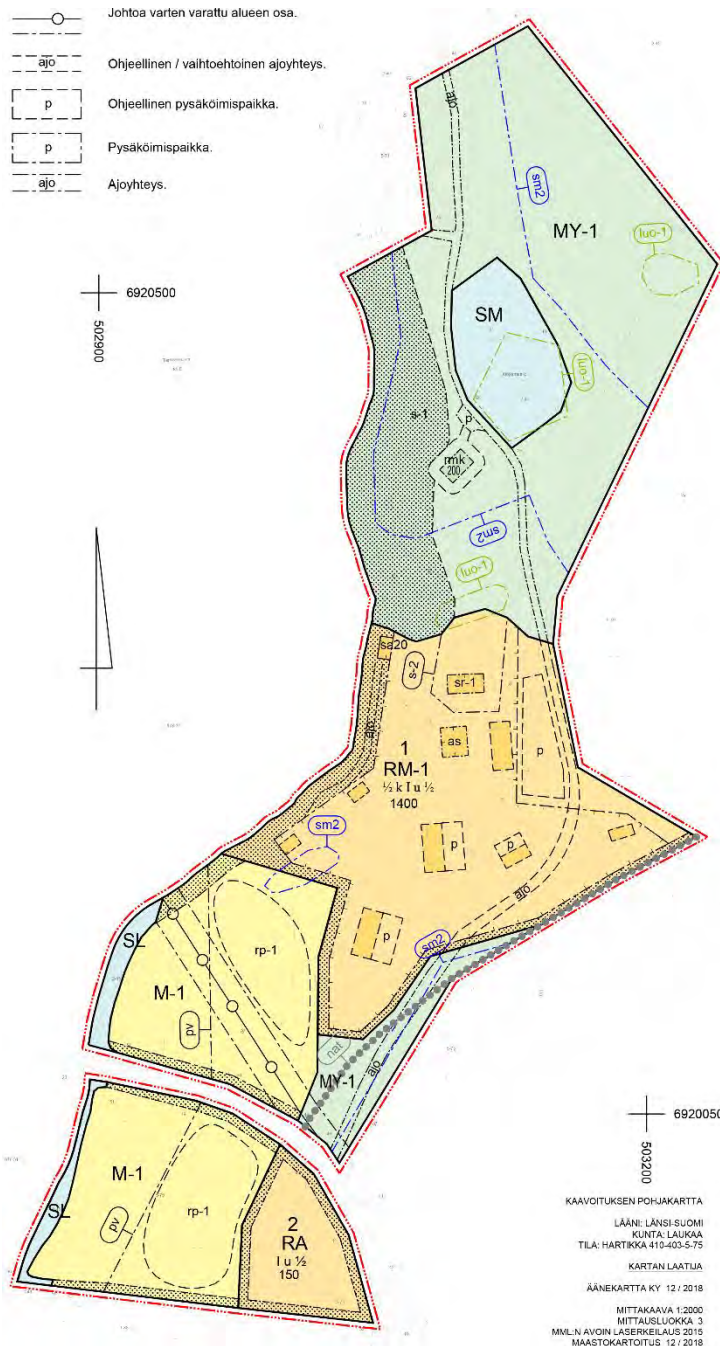 Johtoa varten varattu alueen osa.
ajo Ohjeellinen / vaihtoehtoinen ajoyhteys.
p Ohjeellinen pysäköimispaikka.
p Pysäköimispaikka.
ajo Ajoyhteys.
ajo
sm2
MY-1
luo-1
6920500
502900
SM
luo-1
s-1
p
rmk
200
sm2
luo-1
sa20
s-2
sr-1
ajo
as
p
1
RM-1
½ k I u ½
1400
sm2
p
p
ajo
p
sm2
SL
rp-1
M-1
pv
nat
MY-1
ajo
6920050
503200
M-1
rp-1
SL
pv
2
RA
I u ½
150
KAAVOITUKSEN POHJAKARTTA
LÄÄNI: LÄNSI-SUOMI
KUNTA: LAUKAA
TILA: HARTIKKA 410-403-5-75
KARTAN LAATIJA
ÄÄNEKARTTA KY 12 / 2018
MITTAKAAVA 1:2000
MITTAUSLUOKKA 3
MML:N AVOIN LASERKEILAUS 2015
MAASTOKARTOITUS 12 / 2018